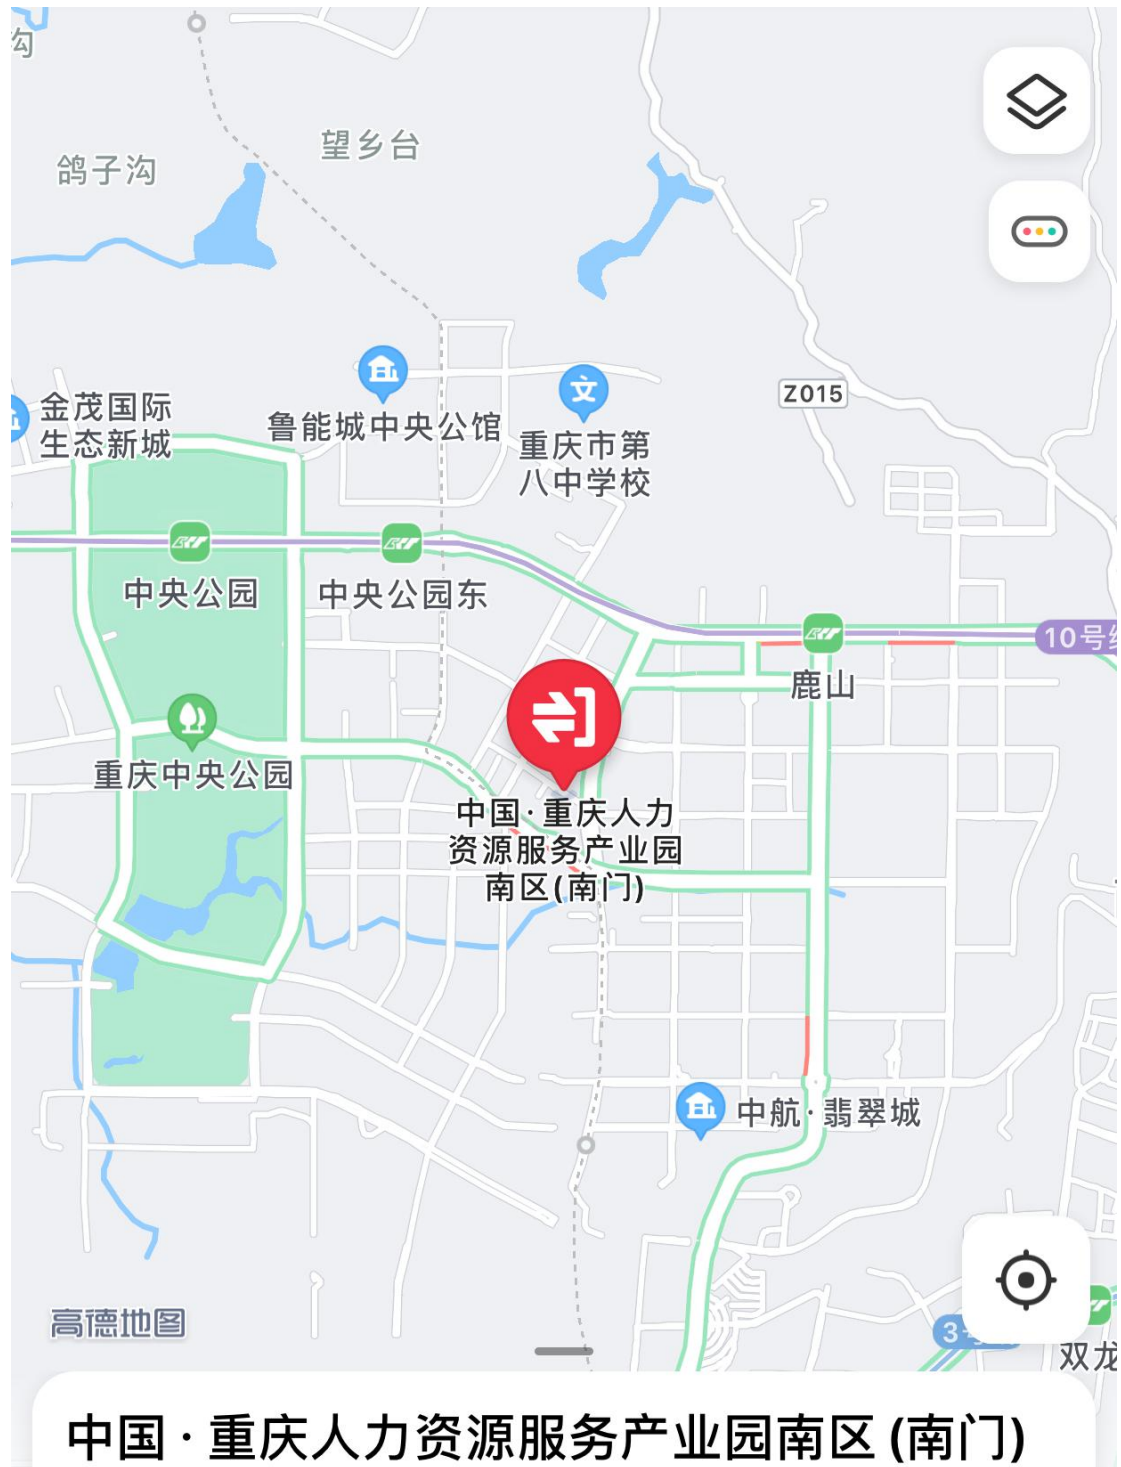 沟
望乡台
鸽子沟
Z015
金茂国际
生态新城
鲁能城中央公馆
文
重庆市第
八中学校
中央公园
中央公园东
10号
鹿山
重庆中央公园
中国·重庆人力
资源服务产业园
南区(南门)
中航·翡翠城
高德地图
3
双龙
中国·重庆人力资源服务产业园南区(南门)